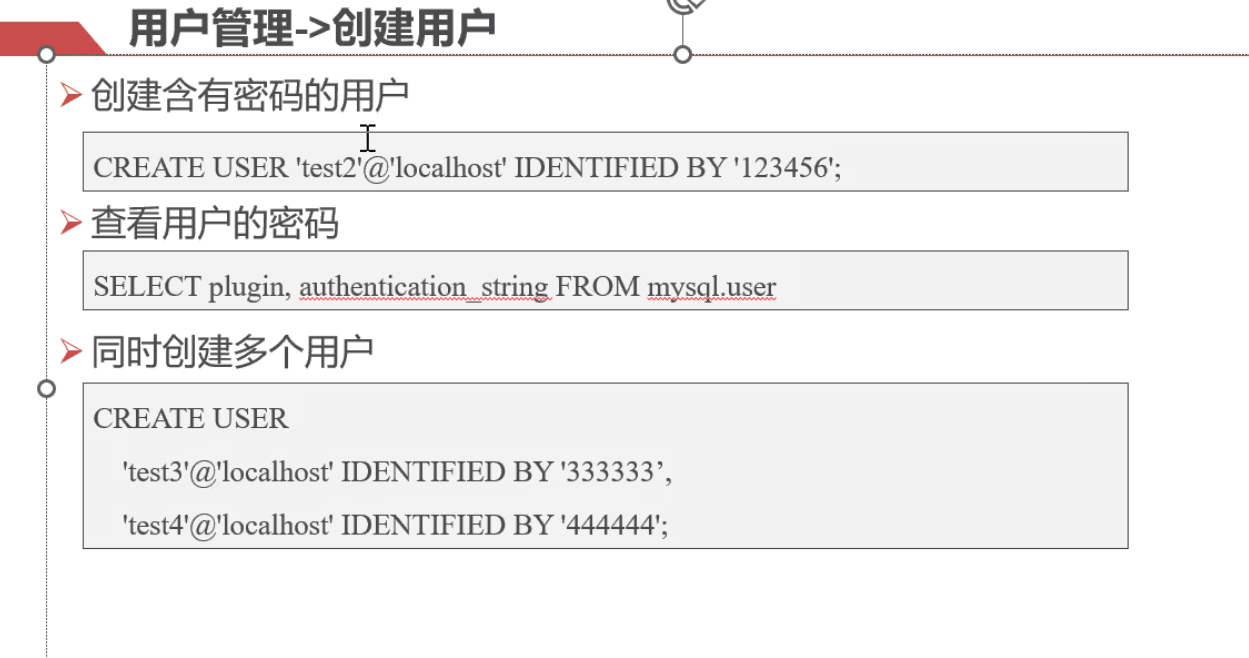 用户管理->创建用户
创建含有密码的用户
CREATE USER 'test2'@'localhost' IDENTIFIED BY '123456';
查看用户的密码
SELECT plugin, authentication_string FROM mysql.user
同时创建多个用户
CREATE USER
'test3'@'localhost' IDENTIFIED BY '333333’,
'test4'@'localhost' IDENTIFIED BY '444444';